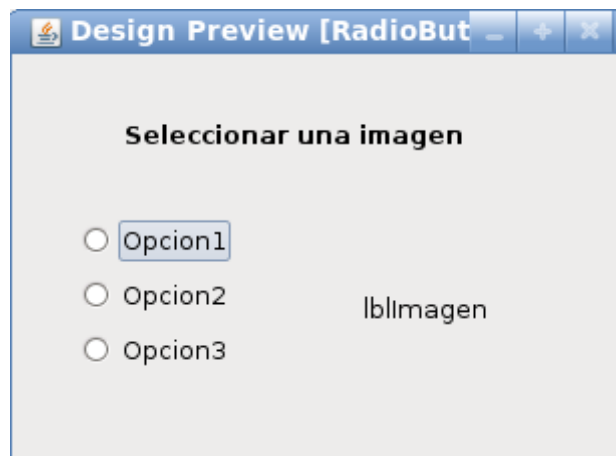 Design Preview [RadioBut
Seleccionar una imagen
Opcion1
Opcion2
lblImagen
Opcion3